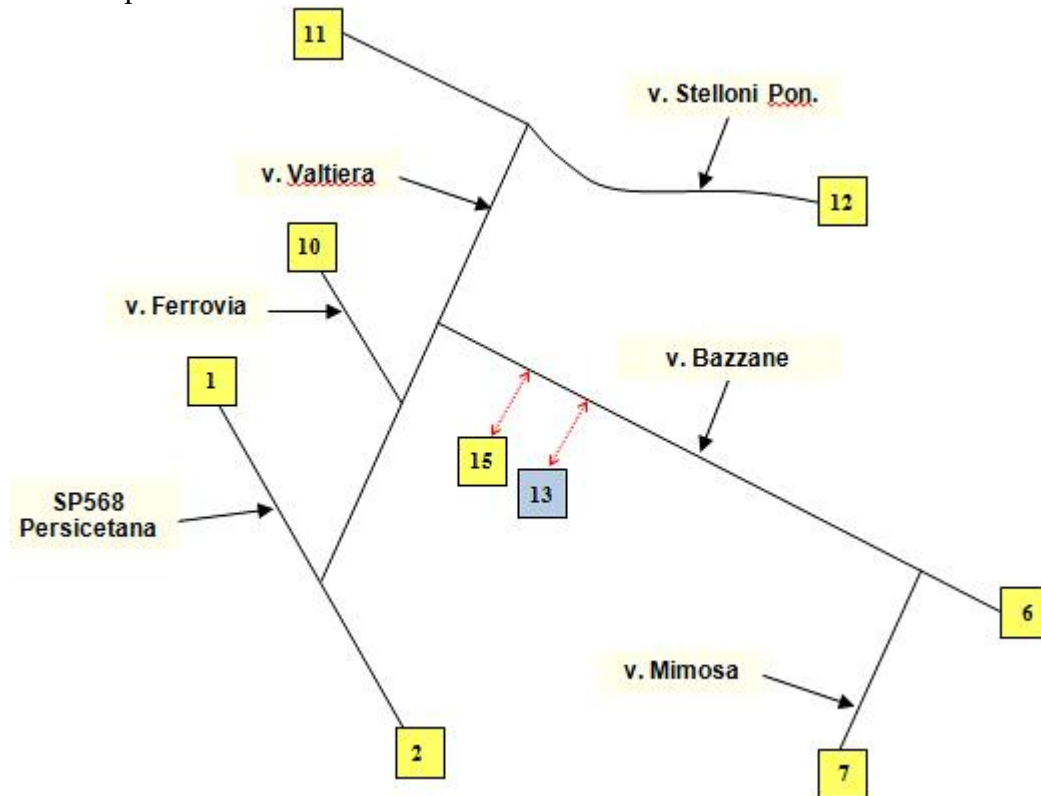 11
v. Stelloni Pon.
v. Valtiera
12
10
v. Ferrovia
v. Bazzane
1
15
13
SP568
Persicetana
6
v. Mimosa
2
7